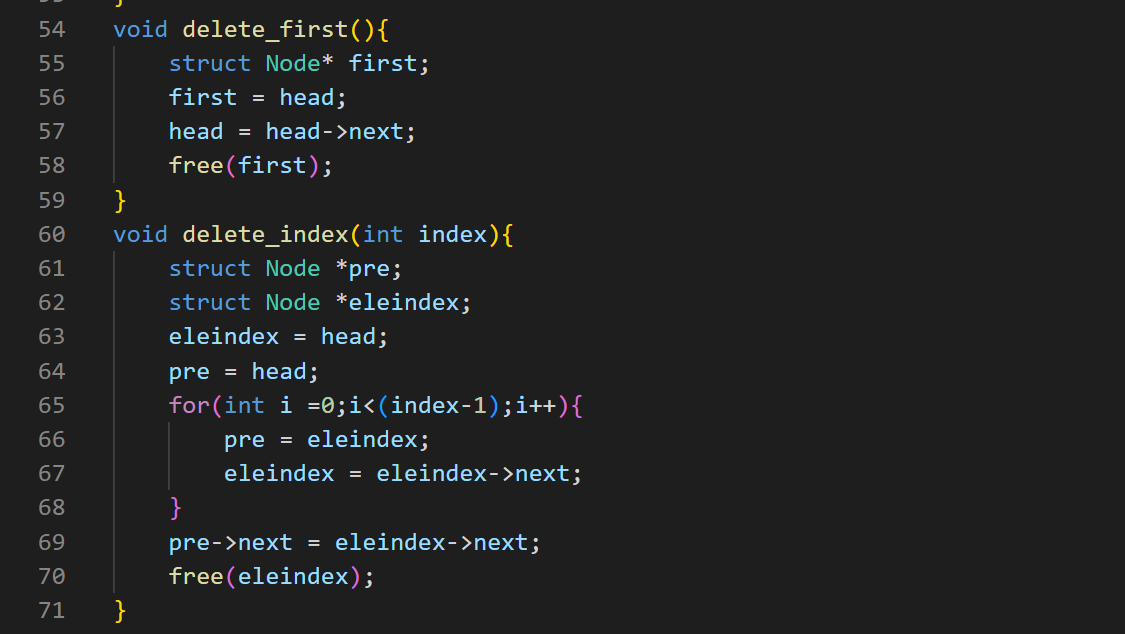 54 void delete_first(){
55     struct Node* first;
56     first = head;
57     head = head->next;
58     free(first);
59 }
60 void delete_index(int index){
61     struct Node *pre;
62     struct Node *eleindex;
63     eleindex = head;
64     pre = head;
65     for(int i =0;i<(index-1);i++){
66         pre = eleindex;
67         eleindex = eleindex->next;
68     }
69     pre->next = eleindex->next;
70     free(eleindex);
71 }